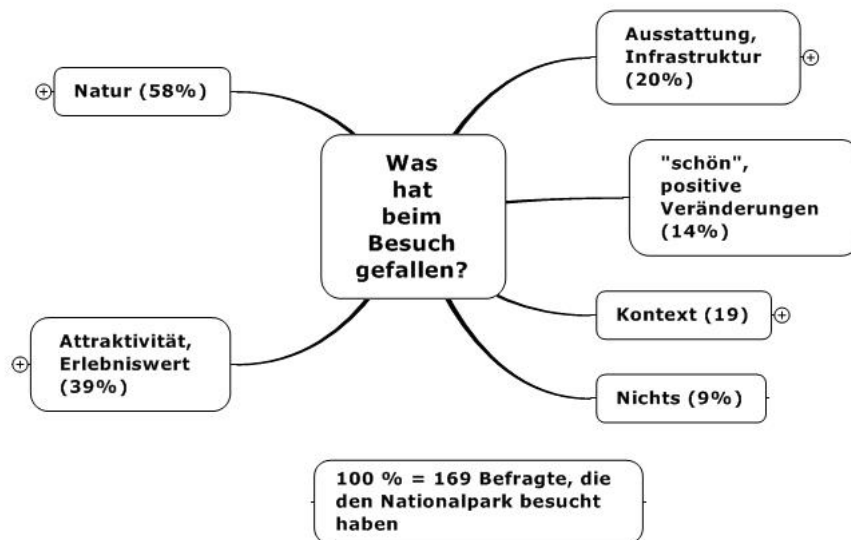 Ausstattung,
Infrastruktur
(20%)
Natur (58%)
"schön",
positive
Veränderungen
(14%)
Was
hat
beim
Besuch
gefallen?
Kontext (19)
Attraktivität,
Erlebniswert
(39%)
Nichts (9%)
100 % = 169 Befragte, die
den Nationalpark besucht
haben